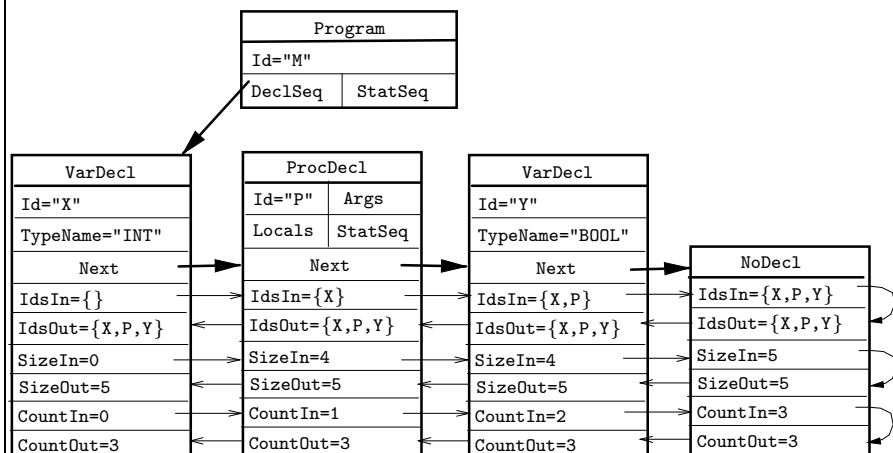 Program
Id="M"
DeclSeq StatSeq
VarDecl
Id="X"
TypeName="INT"
Next
IdsIn={}
IdsOut={X,P,Y}
SizeIn=0
SizeOut=5
CountIn=0
CountOut=3
ProcDecl
Id="P" Args
Locals StatSeq
Next
IdsIn={X}
IdsOut={X,P,Y}
SizeIn=4
SizeOut=5
CountIn=1
CountOut=3
VarDecl
Id="Y"
TypeName="BOOL"
Next
IdsIn={X,P}
IdsOut={X,P,Y}
SizeIn=4
SizeOut=5
CountIn=2
CountOut=3
NoDecl
IdsIn={X,P,Y}
IdsOut={X,P,Y}
SizeIn=5
SizeOut=5
CountIn=3
CountOut=3